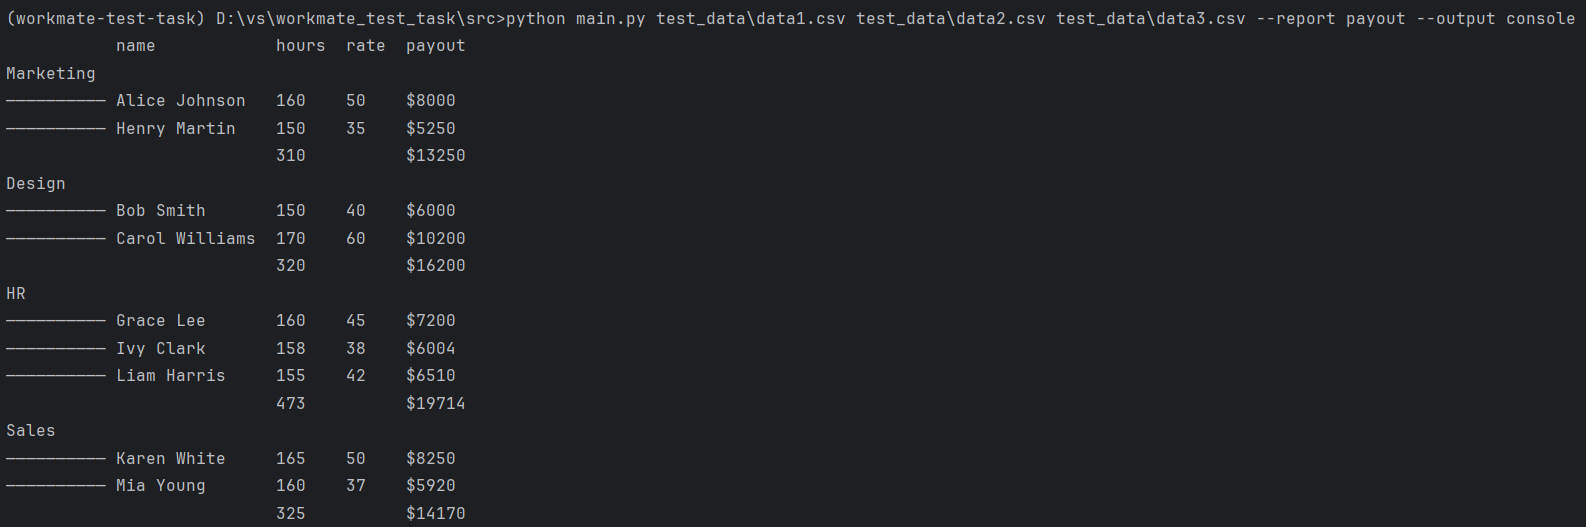 (workmate-test-task) D:\vs\workmate_test_task\src>python main.py test_data\data1.csv test_data\data2.csv test_data\data3.csv --report payout --output console
           name            hours  rate  payout
Marketing
────────── Alice Johnson   160    50    $8000
────────── Henry Martin    150    35    $5250
                           310          $13250
Design
────────── Bob Smith       150    40    $6000
────────── Carol Williams  170    60    $10200
                           320          $16200
HR
────────── Grace Lee       160    45    $7200
────────── Ivy Clark       158    38    $6004
────────── Liam Harris     155    42    $6510
                           473          $19714
Sales
────────── Karen White     165    50    $8250
────────── Mia Young       160    37    $5920
                           325          $14170